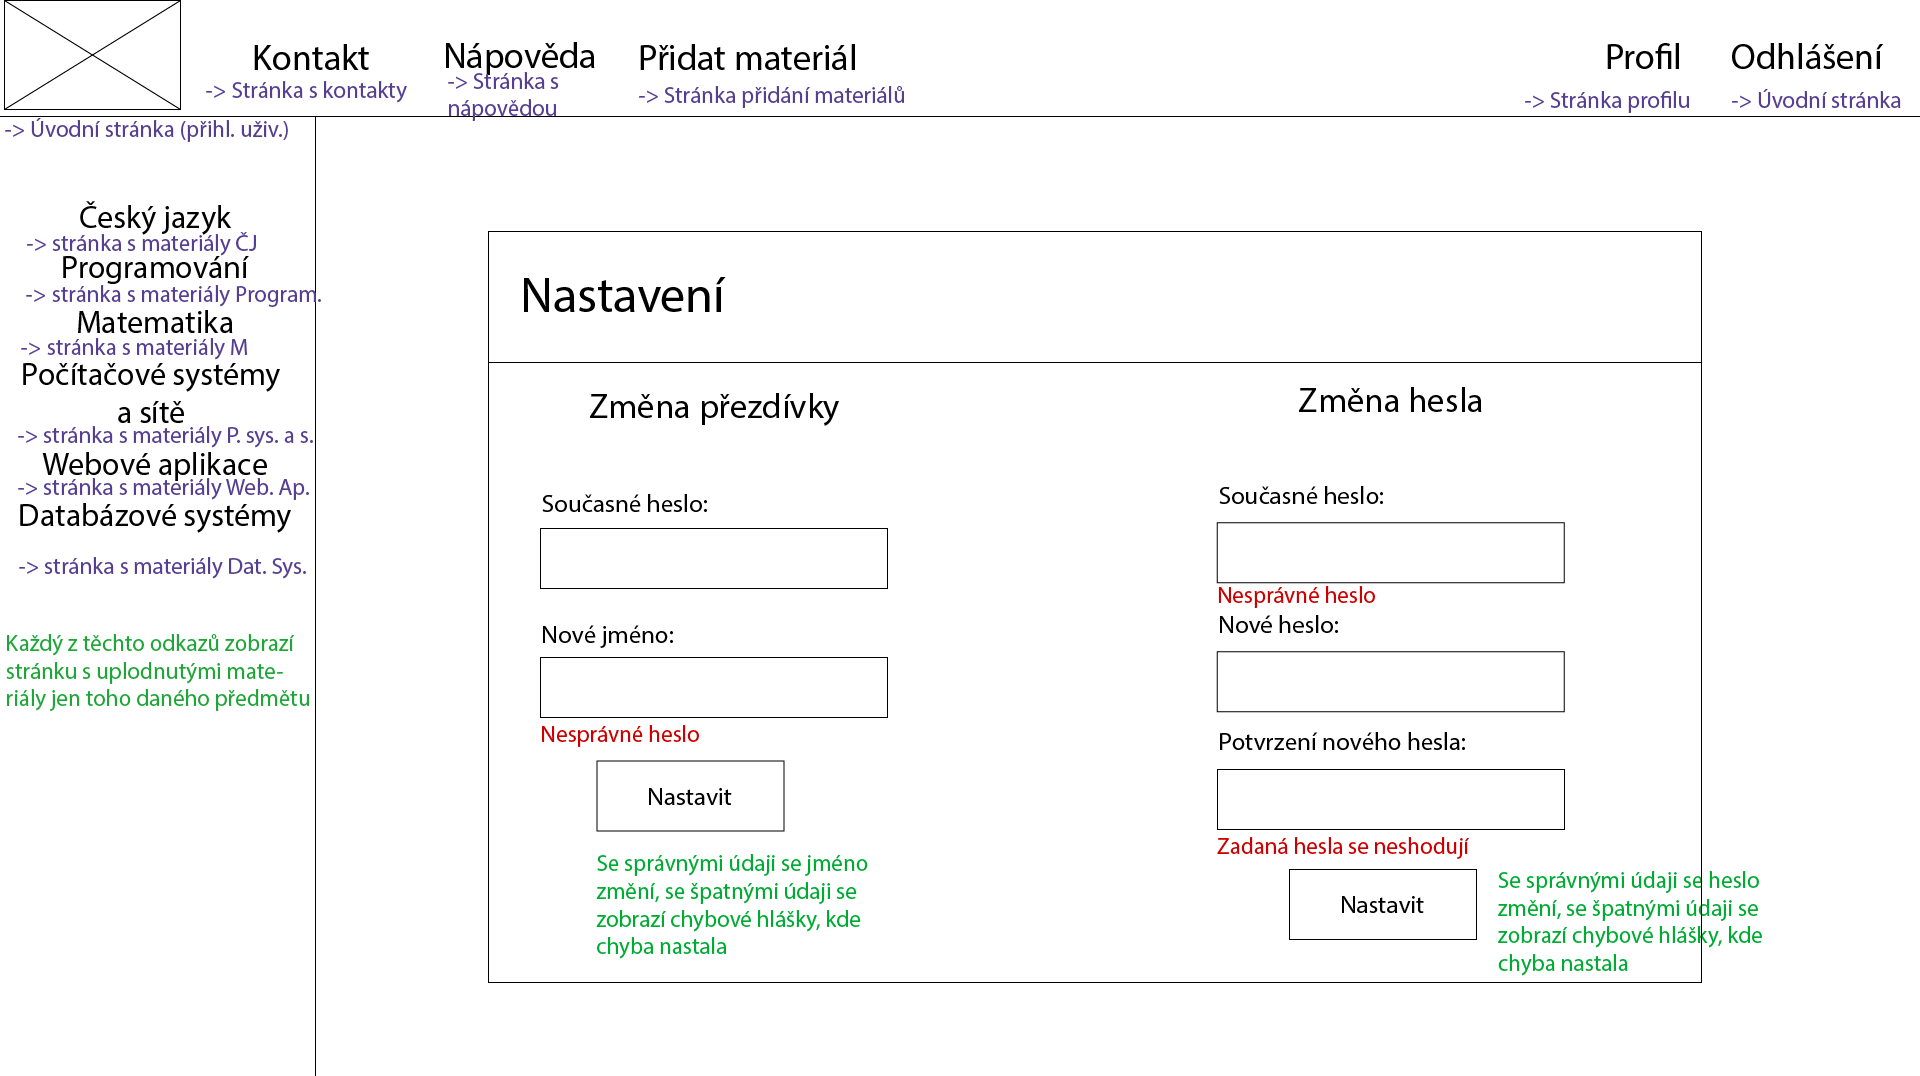 Kontakt
-> Stránka s kontakty
Nápověda
-> Stránka s
nápovědou
Přidat materiál
-> Stránka přidání materiálů
Profil
-> Stránka profilu
Odhlášení
-> Úvodní stránka
-> Úvodní stránka (přihl. uživ.)
Český jazyk
-> stránka s materiály ČJ
Programování
-> stránka s materiály Program.
Matematika
-> stránka s materiály M
Počítačové systémy
a sítě
-> stránka s materiály P. sys. a s.
Webové aplikace
-> stránka s materiály Web. Ap.
Databázové systémy
-> stránka s materiály Dat. Sys.
Každý z těchto odkazů zobrazí
stránku s uplodnutými mate-
riály jen toho daného předmětu
Nastavení
Změna přezdívky
Současné heslo:
Nové jméno:
Nesprávné heslo
Nastavit
Se správnými údaji se jméno
změní, se špatnými údaji se
zobrazí chybové hlášky, kde
chyba nastala
Změna hesla
Současné heslo:
Nesprávné heslo
Nové heslo:
Potvrzení nového hesla:
Zadaná hesla se neshodují
Nastavit
Se správnými údaji se heslo
změní, se špatnými údaji se
zobrazí chybové hlášky, kde
chyba nastala